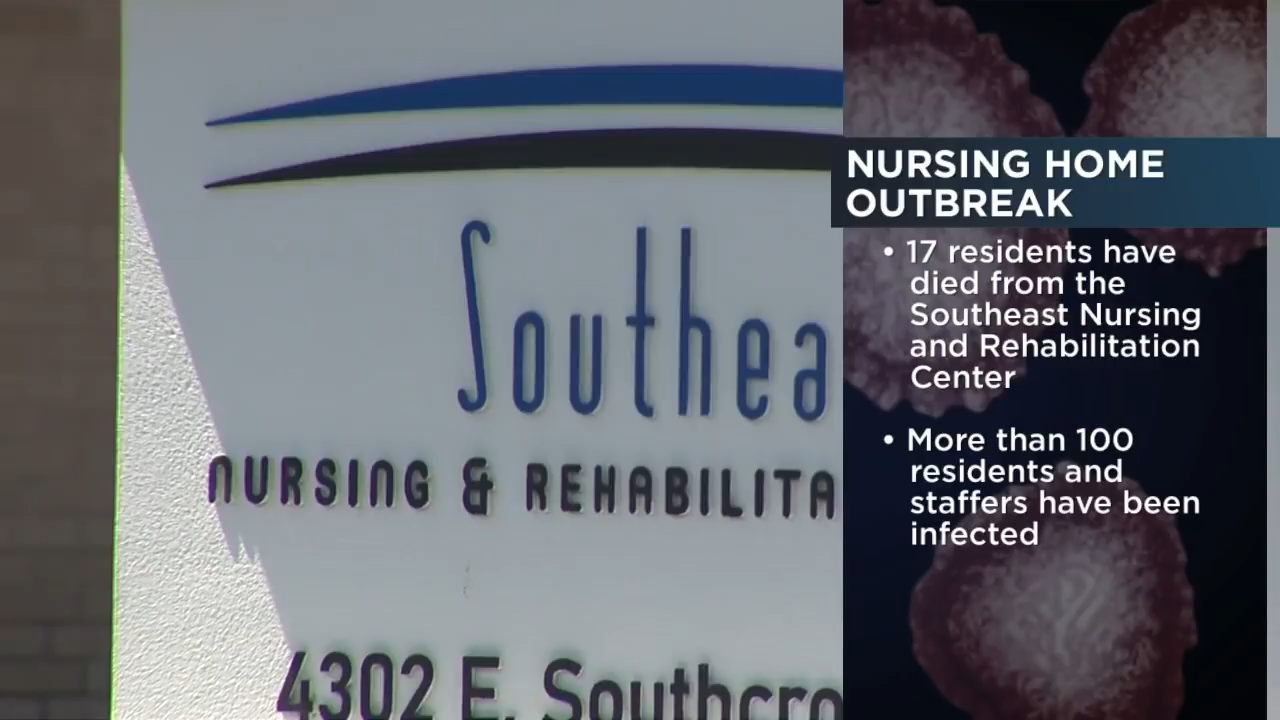 Southea
NURSING & REHABILITA
4302 E. Southcro
NURSING HOME
OUTBREAK
• 17 residents have
died from the
Southeast Nursing
and Rehabilitation
Center
• More than 100
residents and
staffers have been
infected